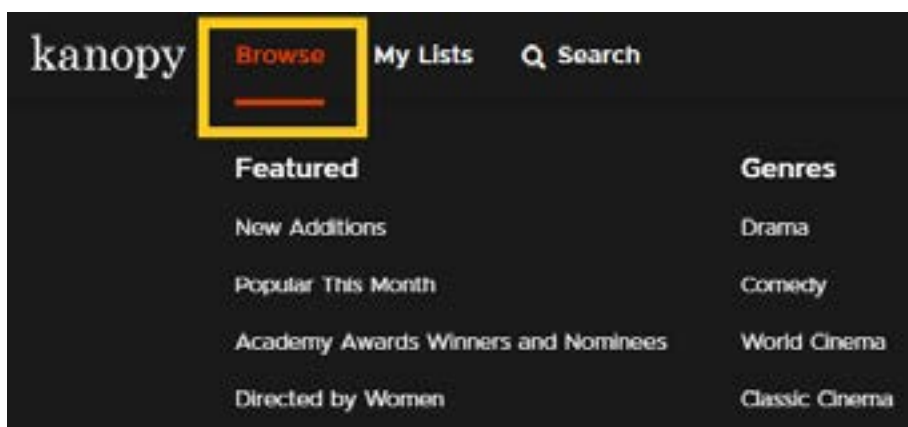 kanopy Browse My Lists Search
Featured
New Additions
Popular This Month
Academy Awards Winners and Nominees
Directed by Women
Genres
Drama
Comedy
World Cinema
Classic Cinema